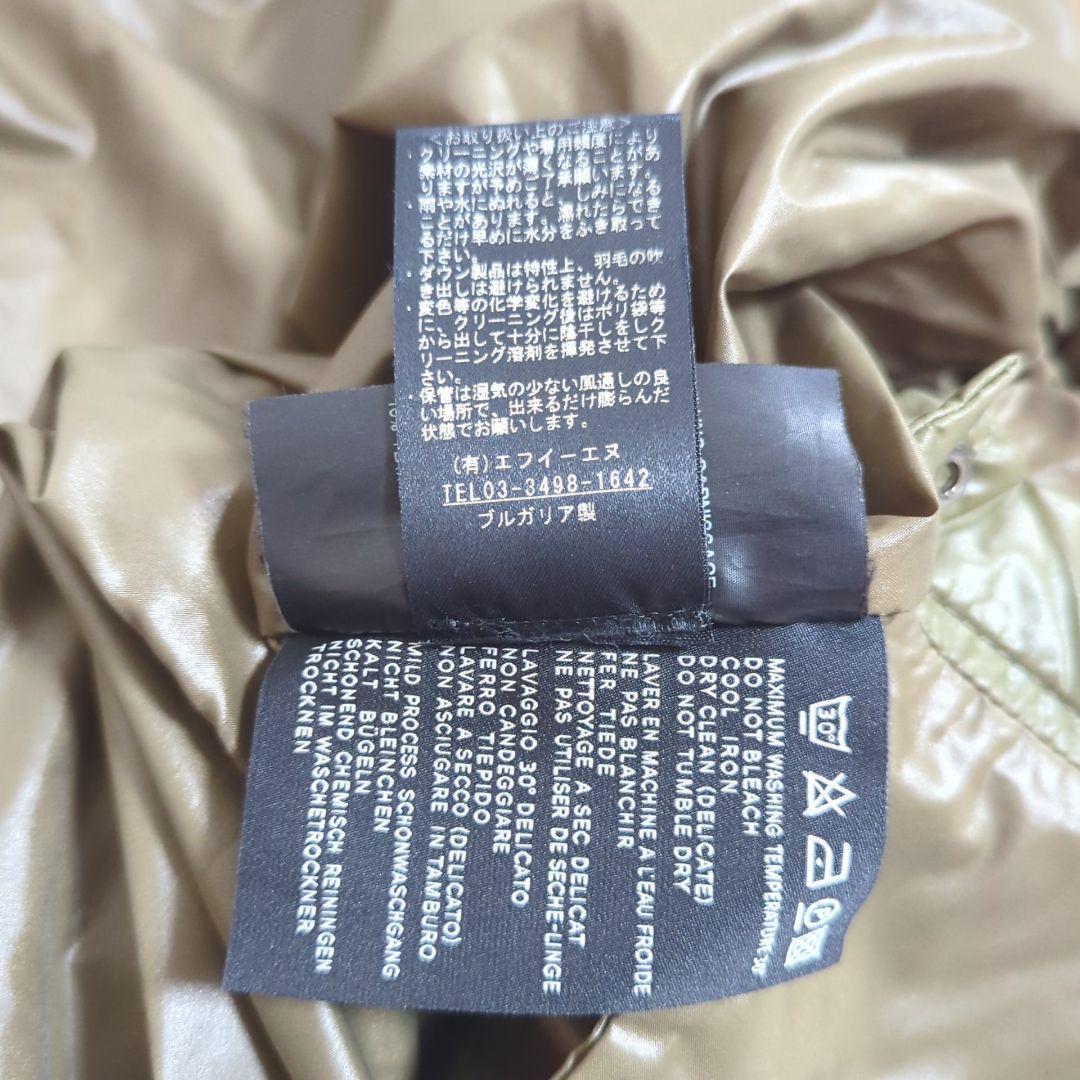 <お取り扱い上のご注意>
クリーニングや着用頻度により
素材の光沢が薄くなることがあ
ります。予めご了承願います。
雨や水にぬれると、しみになる
ことがあります。濡れたらでき
るだけ早めに水分をふき取って
下さい。
ダウン製品は特性上、羽毛の吹
き出しは避けられません。
変色等の化学変化を避けるため
に、クリーニング後はポリ袋等
から出して十分に陰干しをしク
リーニング溶剤を揮発させて下
さい。
保管は湿気の少ない風通しの良
い場所で、出来るだけ膨らんだ
状態でお願いします。
(有)エフイーエヌ
TEL03-3498-1642
ブルガリア製
30°
MAXIMUM WASHING TEMPERATUR 30°
DO NOT BLEACH
COOL IRON
DRY CLEAN (DELICATE)
DO NOT TUMBLE DRY
LAVER EN MACHINE A L'EAU FROIDE
NE PAS BLANCHIR
FER TIEDE
NETTOYAGE A SEC DELICAT
NE PAS UTILISER DE SECHE-LINGE
LAVAGGIO 30° DELICATO
NON CANDEGGIARE
FERRO TIEPIDO
LAVARE A SECCO (DELICATO)
NON ASCIUGARE IN TAMBURO
MILD PROCESS SCHONWASCHGANG
NICHT BLEINCHEN
KALT BÜGELN
SCHONEND CHEMISCH REININGEN
NICHT IM WASCHETROCKNER
TROCKNEN